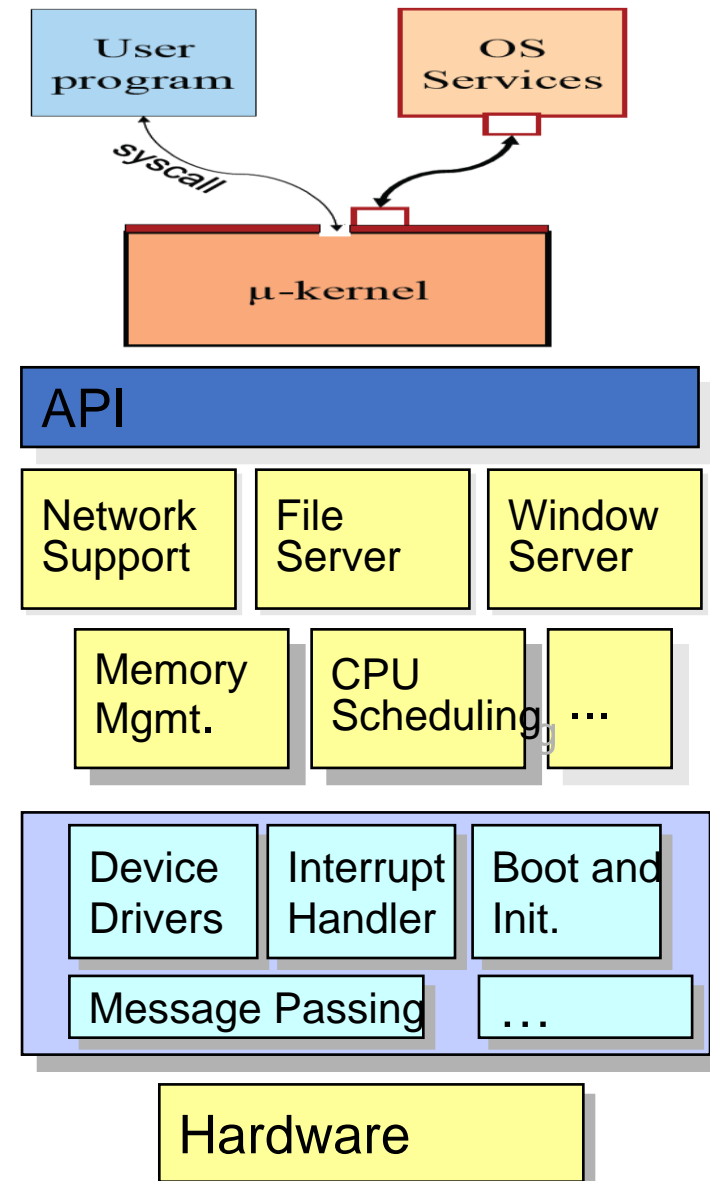 User
program
OS
Services
syscall
μ-kernel
API
Network
Support
File
Server
Window
Server
Memory
Mgmt.
CPU
Scheduling
...
Device
Drivers
Interrupt
Handler
Boot and
Init.
Message Passing
...
Hardware